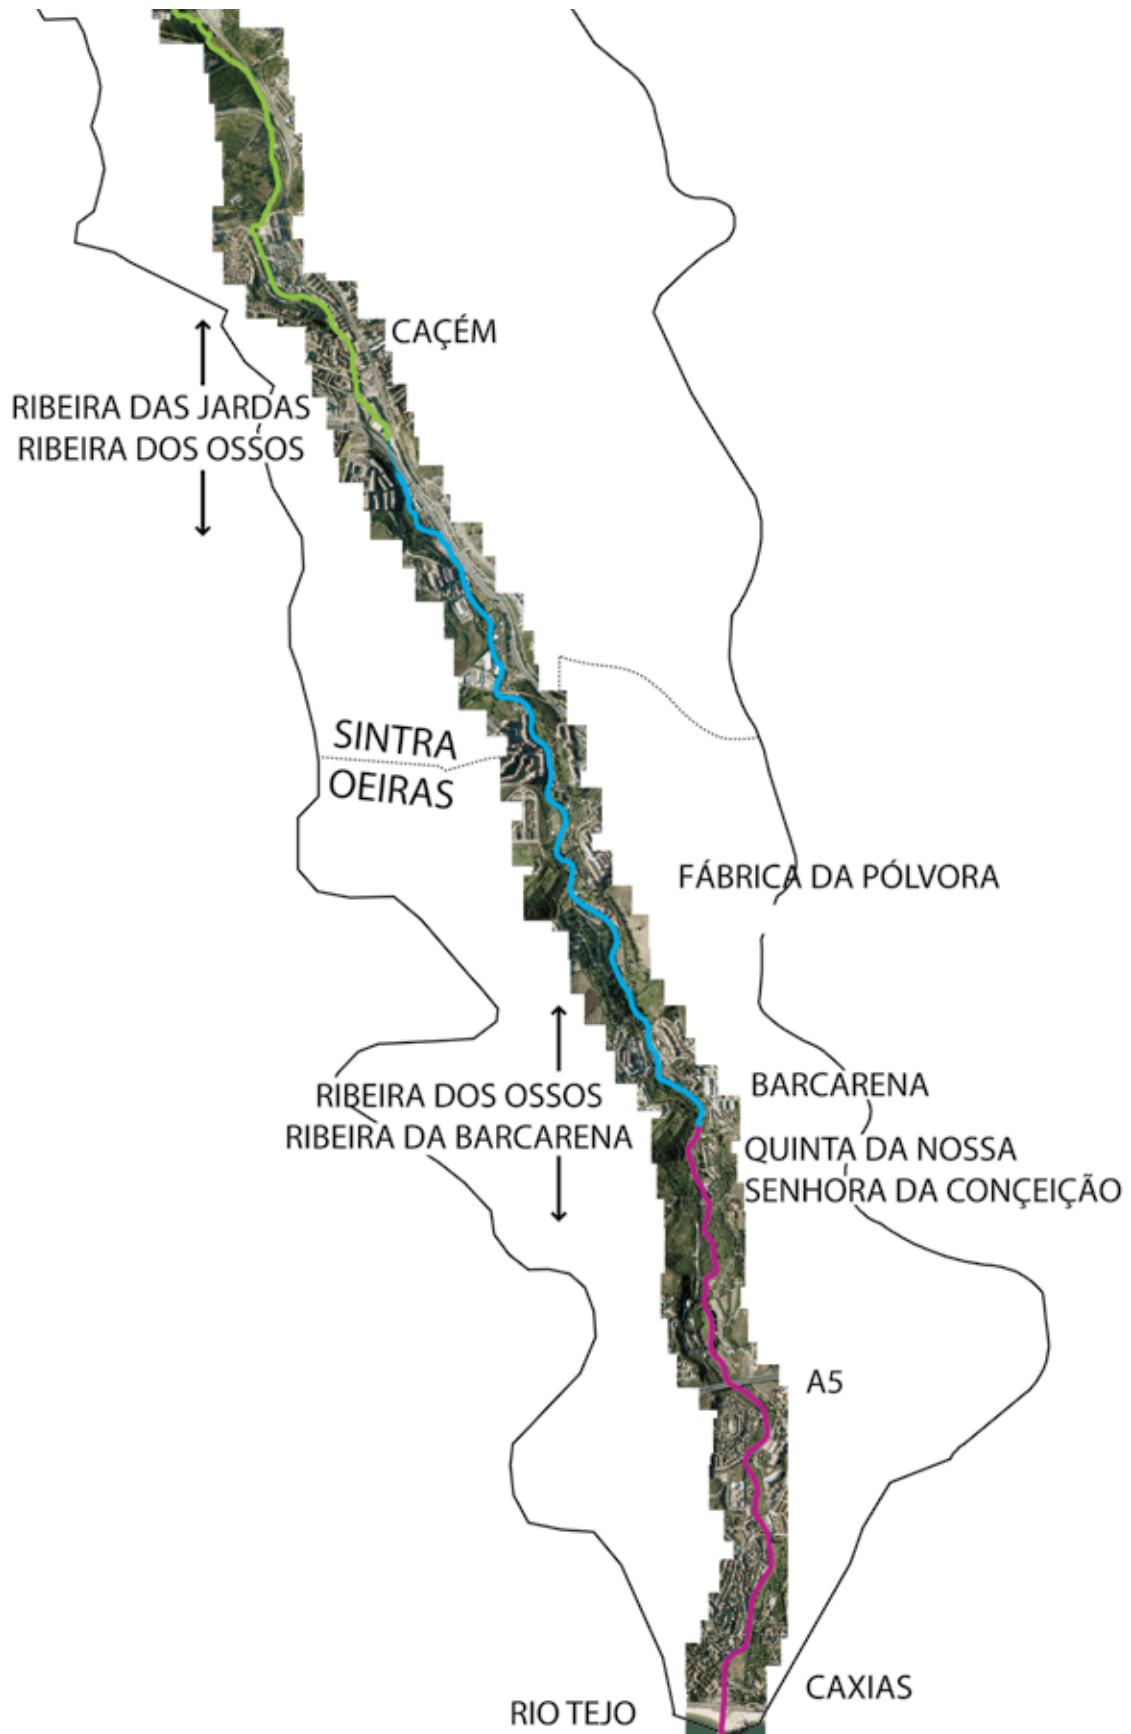 CAÇÉM
RIBEIRA DAS JARDAS
RIBEIRA DOS OSSOS
SINTRA
OEIRAS
FÁBRICA DA PÓLVORA
RIBEIRA DOS OSSOS
RIBEIRA DA BARCARENA
BARCARENA
QUINTA DA NOSSA
SENHORA DA CONÇEIÇÃO
A5
CAXIAS
RIO TEJO